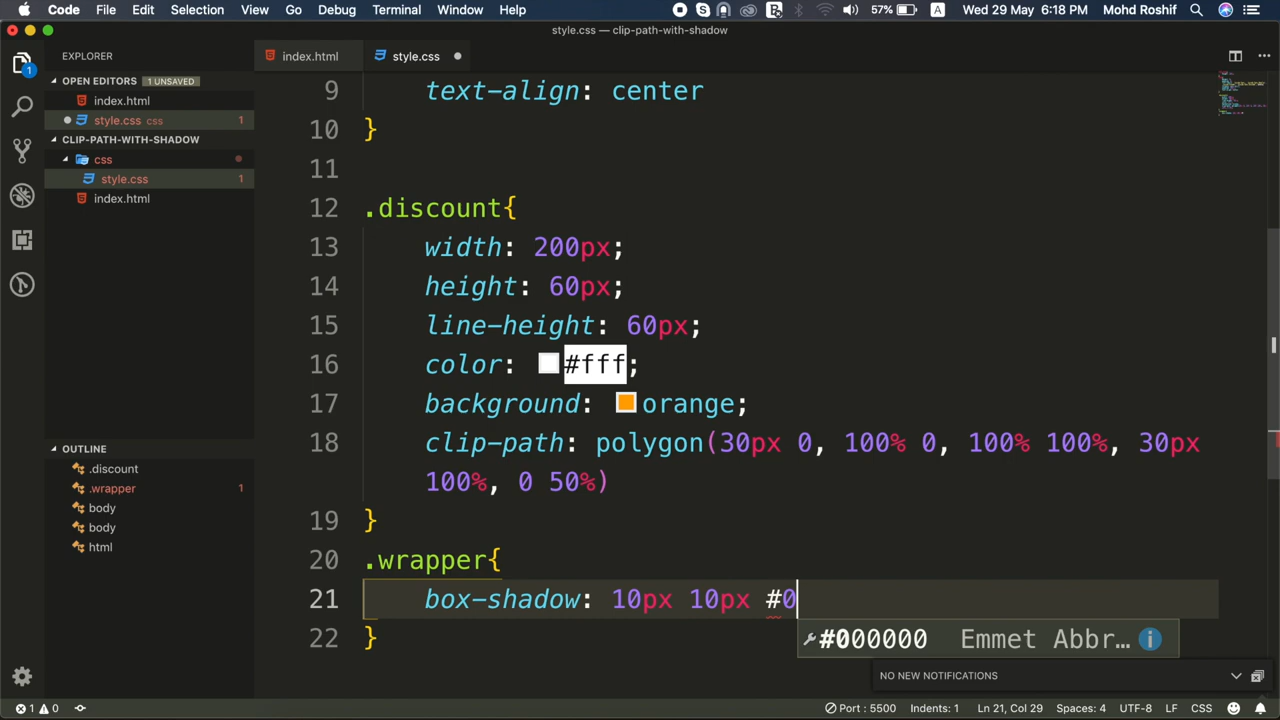 Code File Edit Selection View Go Debug Terminal Window Help 57% A Wed 29 May 6:18 PM Mohd Roshif
style.css — clip-path-with-shadow
EXPLORER
index.html
style.css
OPEN EDITORS 1 UNSAVED
index.html
style.css css 1
CLIP-PATH-WITH-SHADOW
css
style.css 1
index.html
OUTLINE
.discount
.wrapper 1
body
body
html
9 text-align: center
10 }
11
12 .discount{
13 width: 200px;
14 height: 60px;
15 line-height: 60px;
16 color: #fff;
17 background: orange;
18 clip-path: polygon(30px 0, 100% 0, 100% 100%, 30px
100%, 0 50%)
19 }
20 .wrapper{
21 box-shadow: 10px 10px #0
22 }
#000000 Emmet Abbr…
NO NEW NOTIFICATIONS
1 0 Port : 5500 Indents: 1 Ln 21, Col 29 Spaces: 4 UTF-8 LF CSS